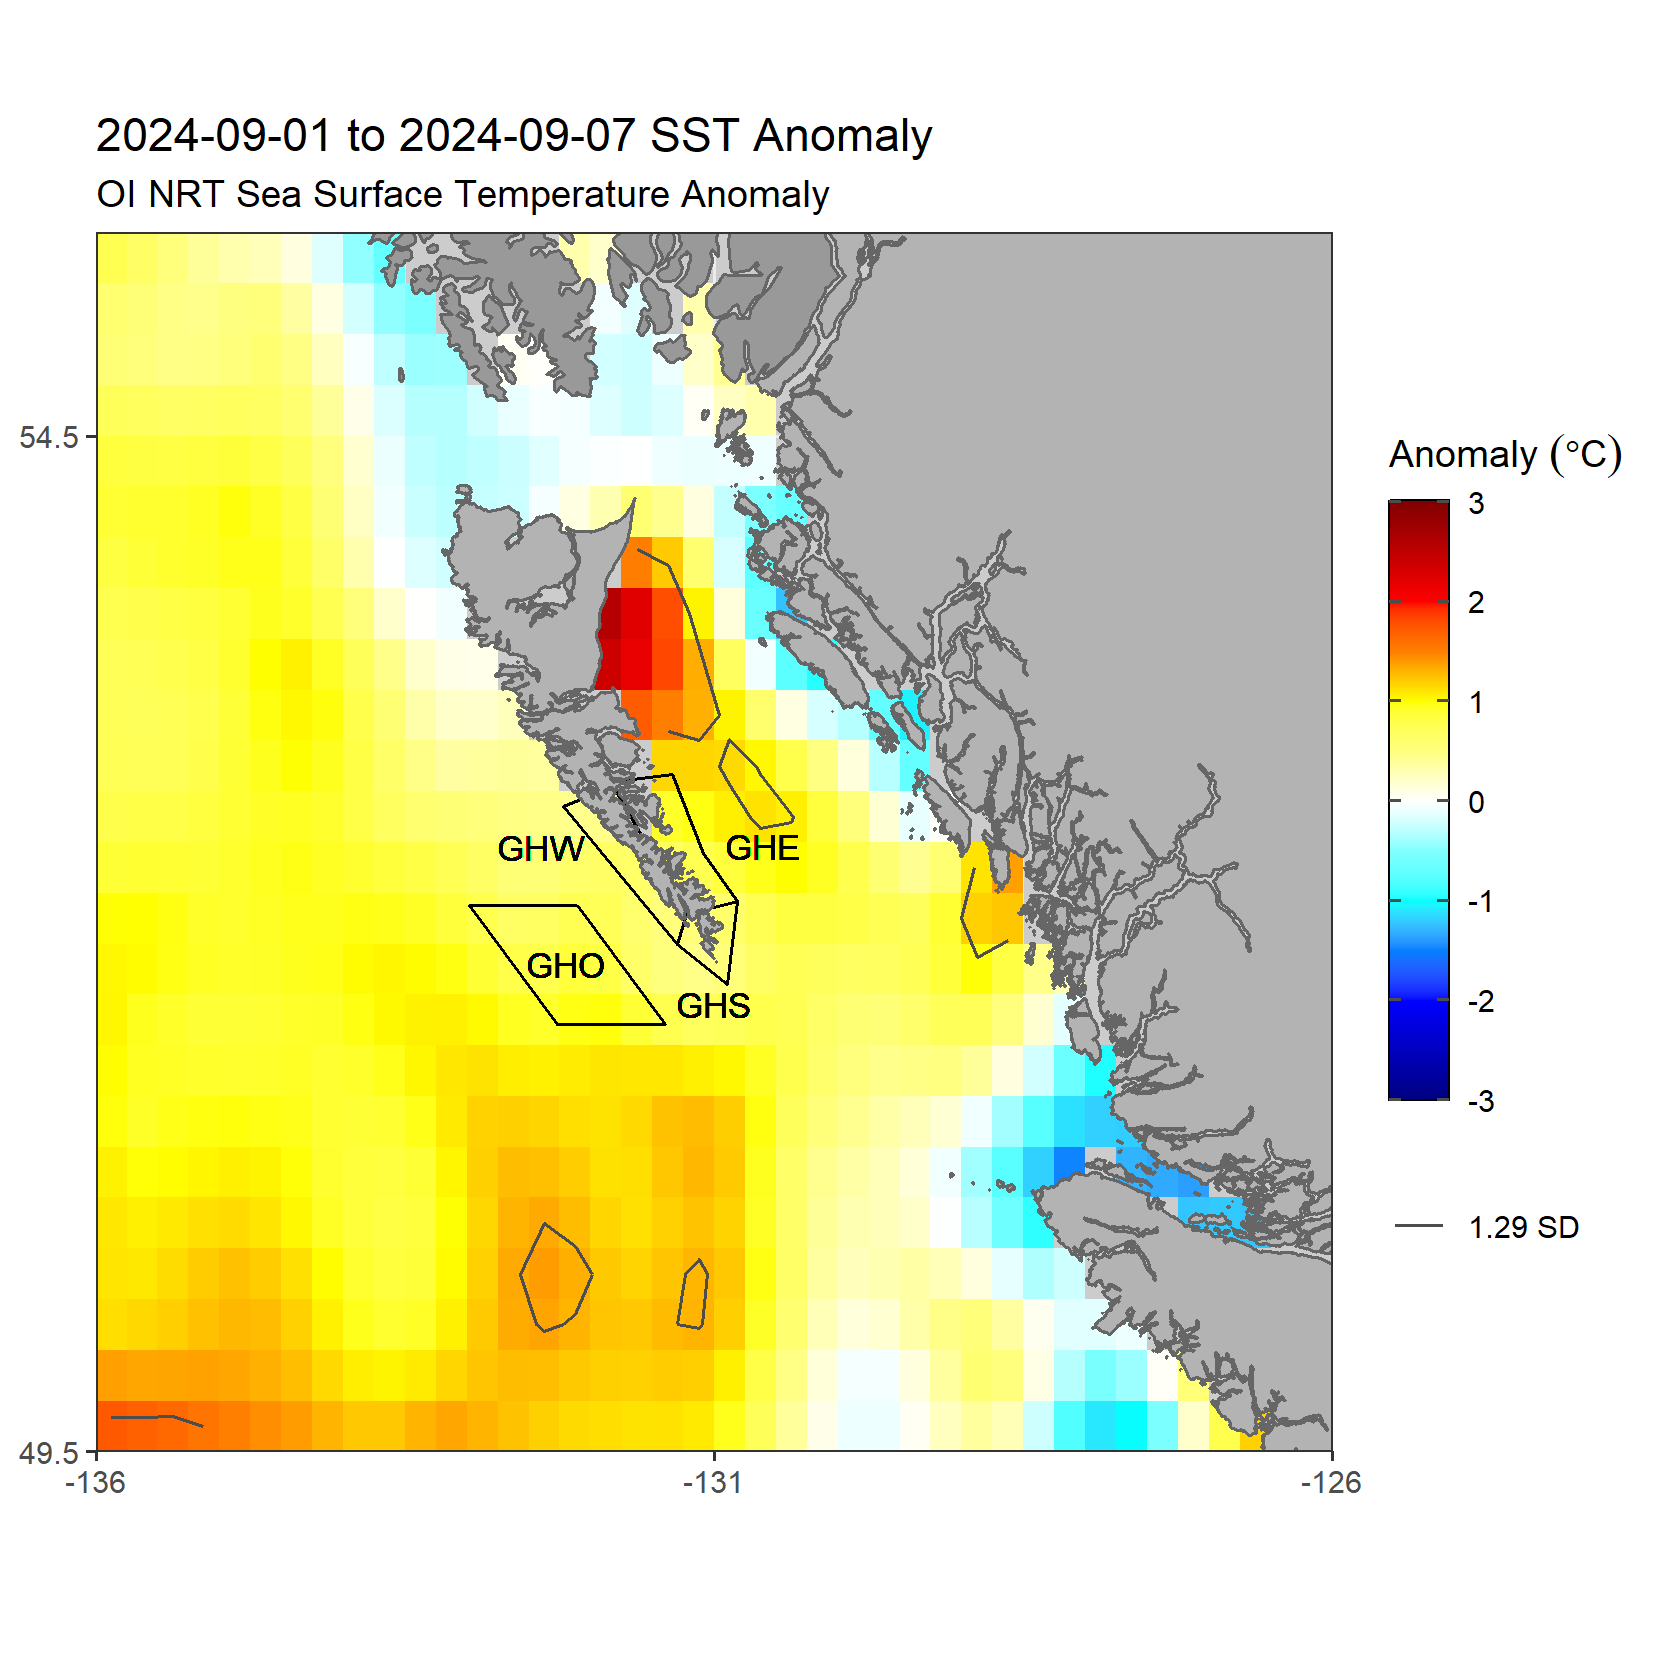 2024-09-01 to 2024-09-07 SST Anomaly
OI NRT Sea Surface Temperature Anomaly
54.5
49.5
-136
-131
-126
GHW
GHE
GHO
GHS
Anomaly (°C)
3
2
1
0
-1
-2
-3
1.29 SD